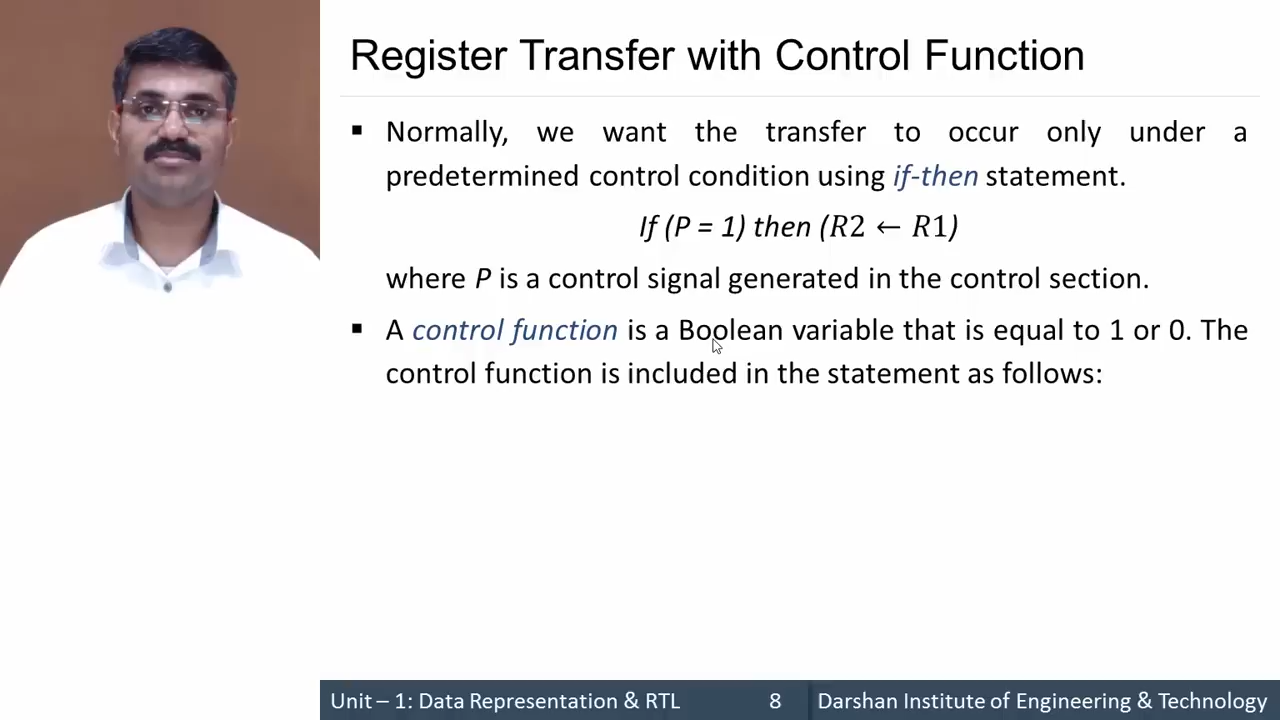 Register Transfer with Control Function
▪ Normally, we want the transfer to occur only under a
predetermined control condition using if-then statement.
If (P = 1) then (R2 ← R1)
where P is a control signal generated in the control section.
▪ A control function is a Boolean variable that is equal to 1 or 0. The
control function is included in the statement as follows:
Unit – 1: Data Representation & RTL 8 Darshan Institute of Engineering & Technology